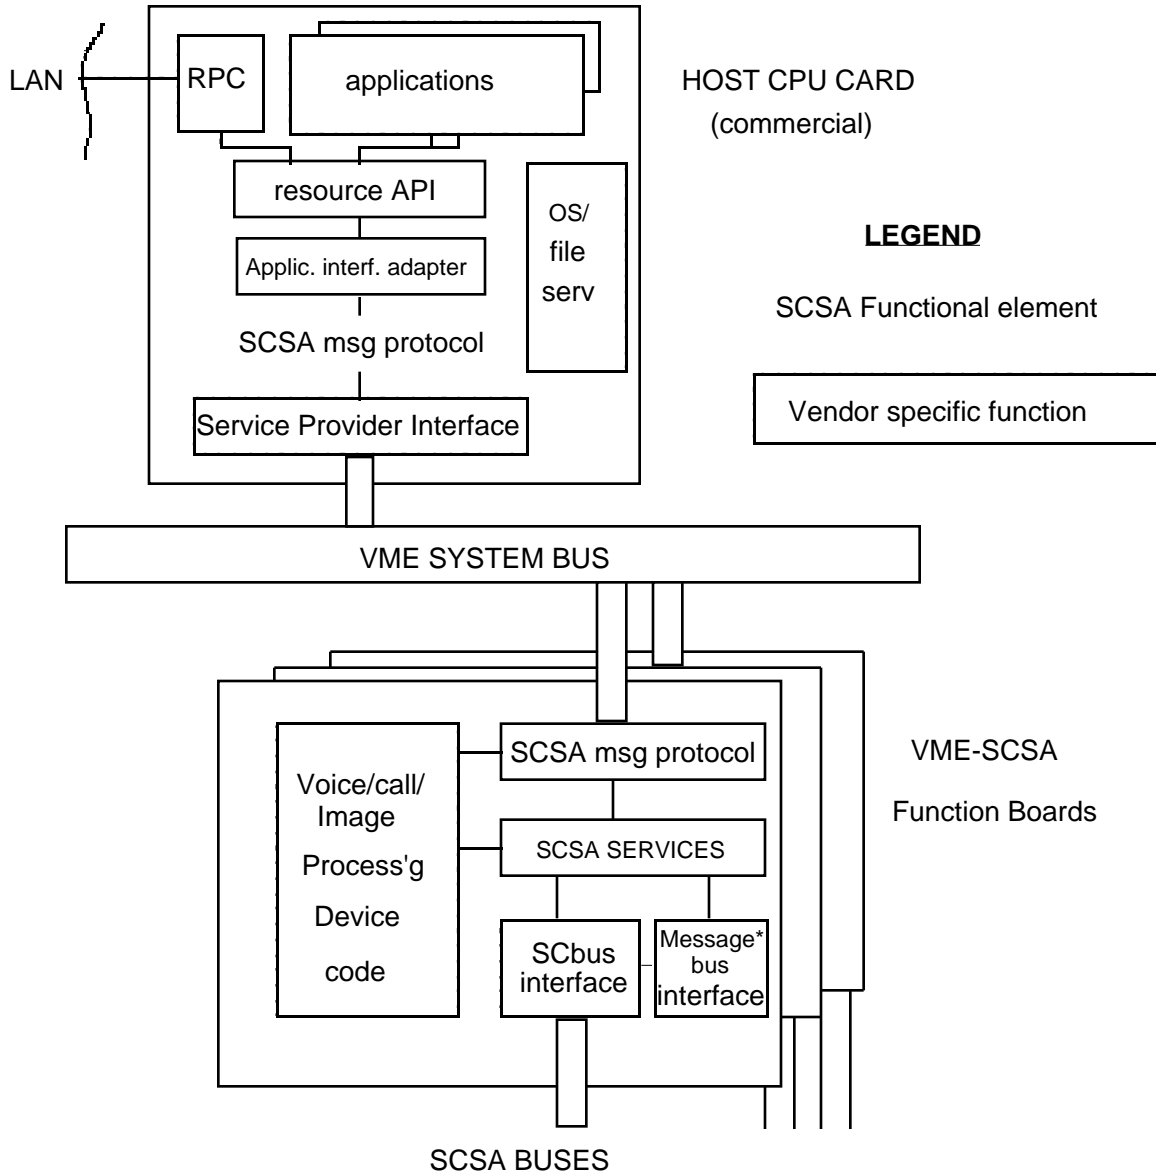 LAN
RPC
applications
HOST CPU CARD
(commercial)
resource API
OS/
file
serv
Applic. interf. adapter
SCSA msg protocol
Service Provider Interface
LEGEND
SCSA Functional element
Vendor specific function
VME SYSTEM BUS
SCSA msg protocol
Voice/call/
Image
Process'g
Device
code
SCSA SERVICES
SCbus
interface
Message*
bus
interface
VME-SCSA
Function Boards
SCSA BUSES